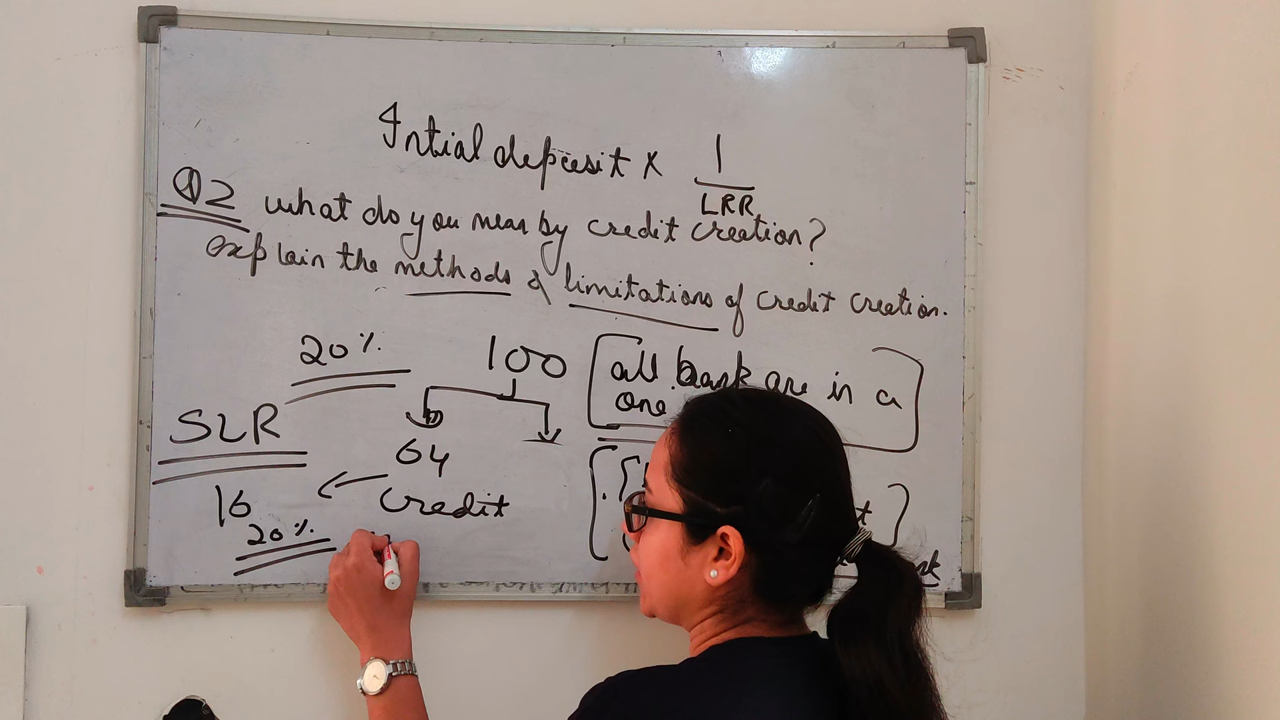 Intial deposit x 1
LRR
Q2 what do you mean by credit creation?
explain the methods & limitations of credit creation.
20%
100
all bank are in a
one
SLR
64
16
credit
20%